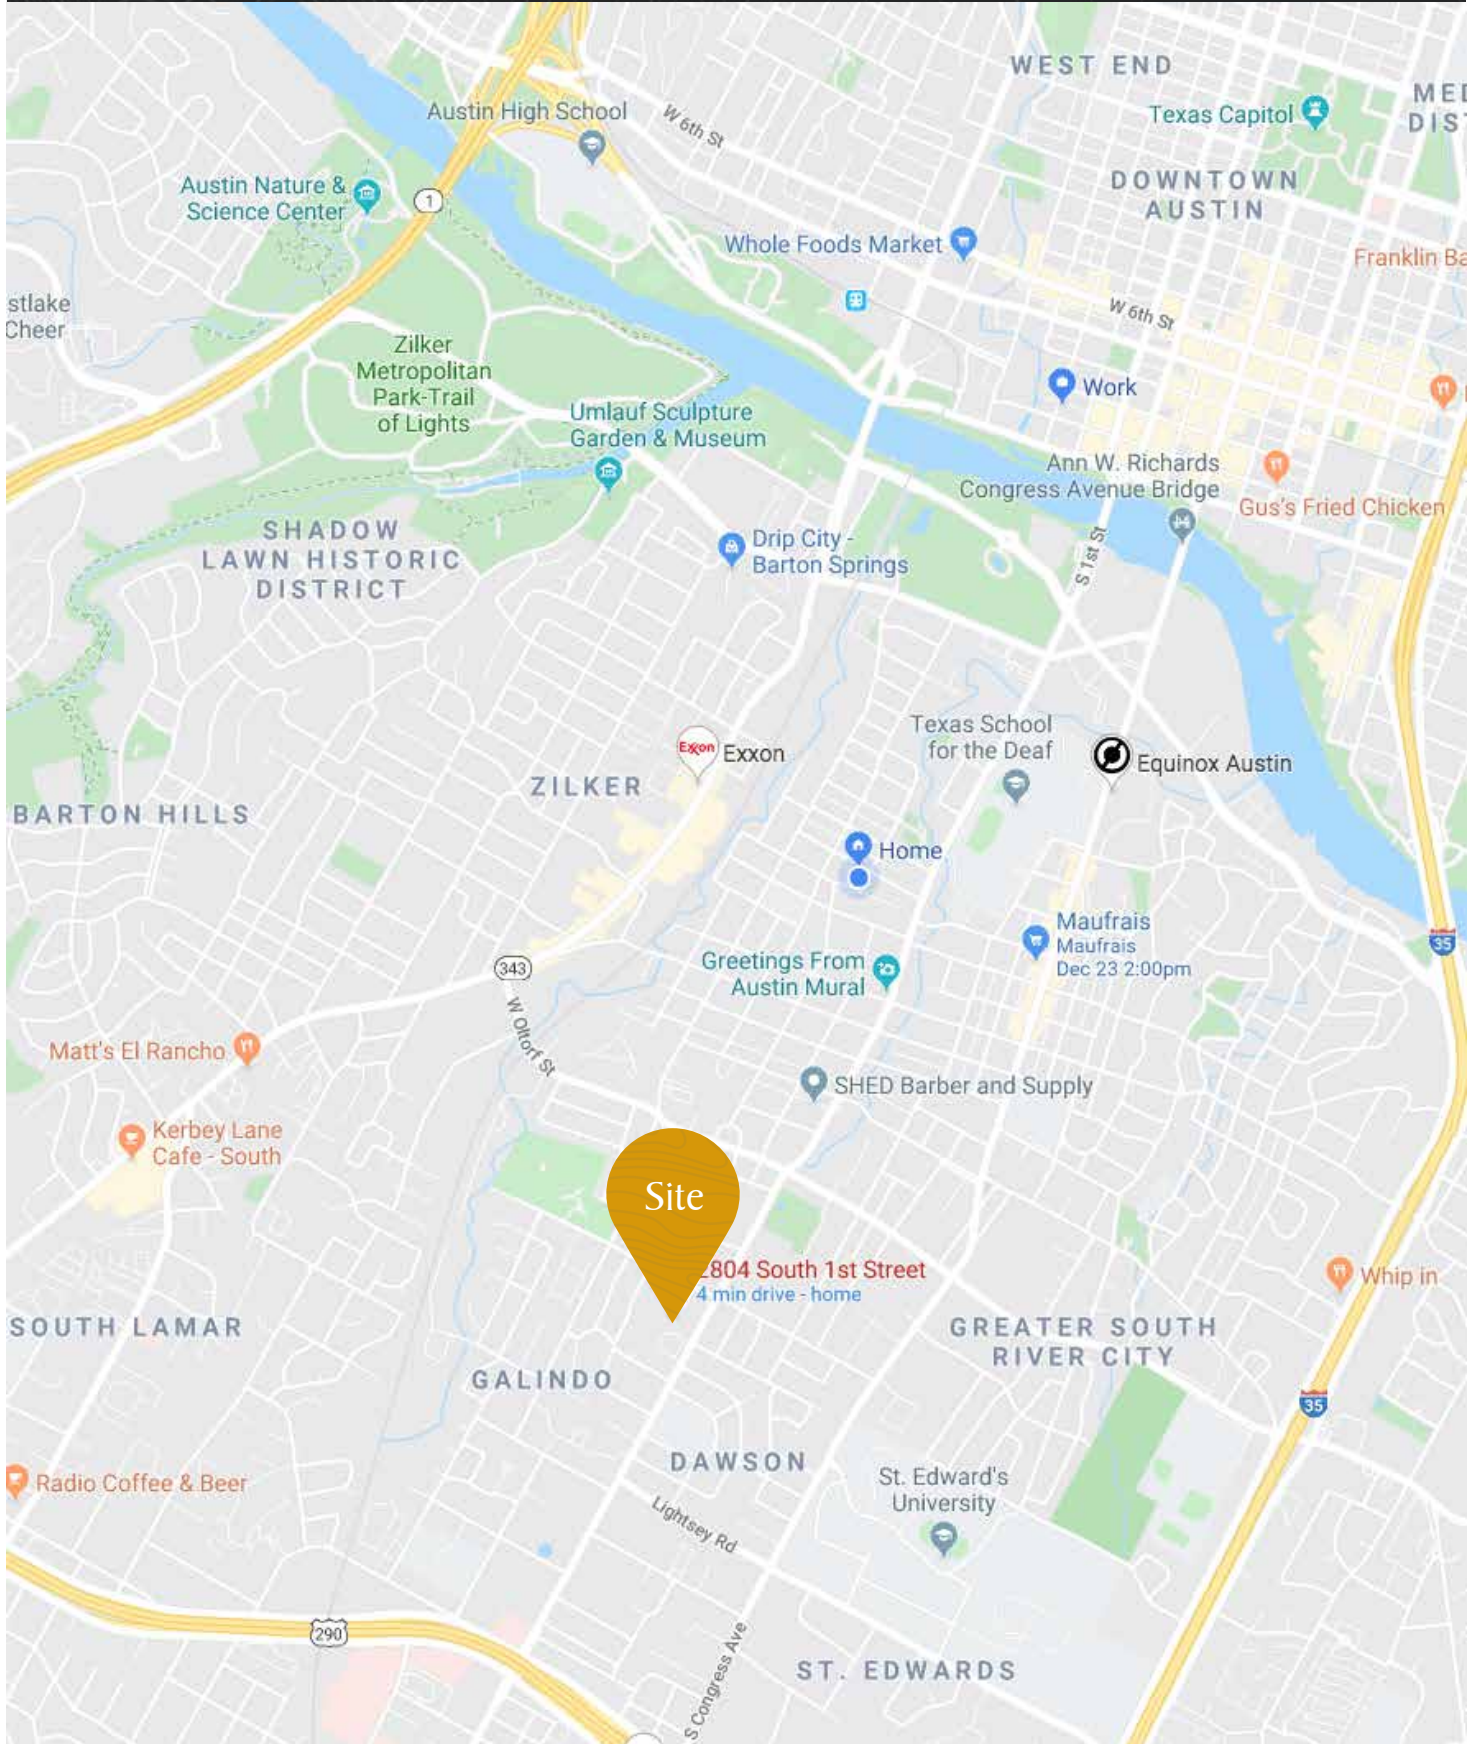 WEST END
MED
DIS
Texas Capitol
Austin High School
W 6th St
DOWNTOWN
AUSTIN
Austin Nature &
Science Center
1
Whole Foods Market
Franklin Ba
stlake
Cheer
W 6th St
Zilker
Metropolitan
Park-Trail
of Lights
Work
Umlauf Sculpture
Garden & Museum
Ann W. Richards
Congress Avenue Bridge
Gus's Fried Chicken
SHADOW
LAWN HISTORIC
DISTRICT
Drip City -
Barton Springs
S 1st St
Texas School
for the Deaf
Exxon
Exxon
Equinox Austin
ZILKER
BARTON HILLS
Home
Maufrais
Maufrais
Dec 23 2:00pm
35
Greetings From
Austin Mural
343
W Oltorf St
Matt's El Rancho
SHED Barber and Supply
Kerbey Lane
Cafe - South
Site
2804 South 1st Street
4 min drive - home
Whip in
SOUTH LAMAR
GREATER SOUTH
RIVER CITY
GALINDO
35
DAWSON
Radio Coffee & Beer
St. Edward's
University
Lightsey Rd
290
S Congress Ave
ST. EDWARDS